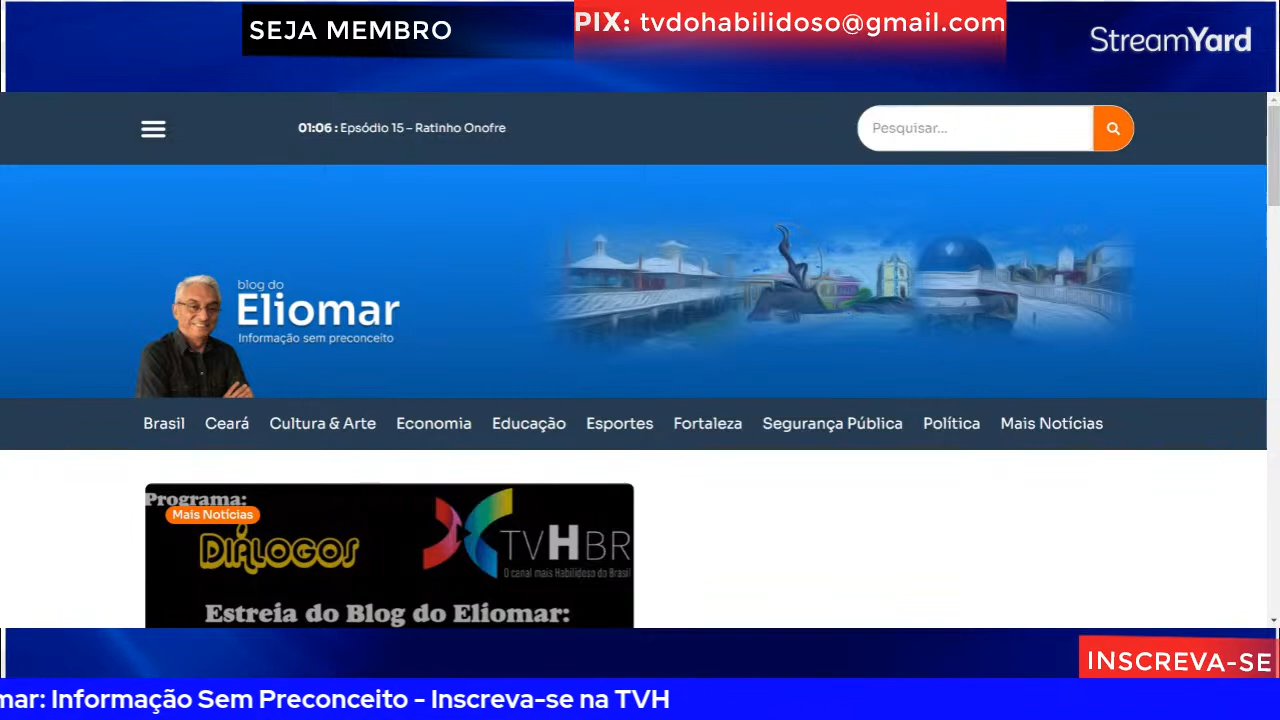 SEJA MEMBRO
PIX: tvdohabilidoso@gmail.com
StreamYard
01:06 : Epsódio 15 – Ratinho Onofre
Pesquisar...
blog do
Eliomar
Informação sem preconceito
Brasil Ceará Cultura & Arte Economia Educação Esportes Fortaleza Segurança Pública Política Mais Notícias
Programa:
Mais Notícias
DIÁLOGOS
TVHBR
O canal mais Habilidoso do Brasil
Estreia do Blog do Eliomar:
INSCREVA-SE
mar: Informação Sem Preconceito - Inscreva-se na TVH